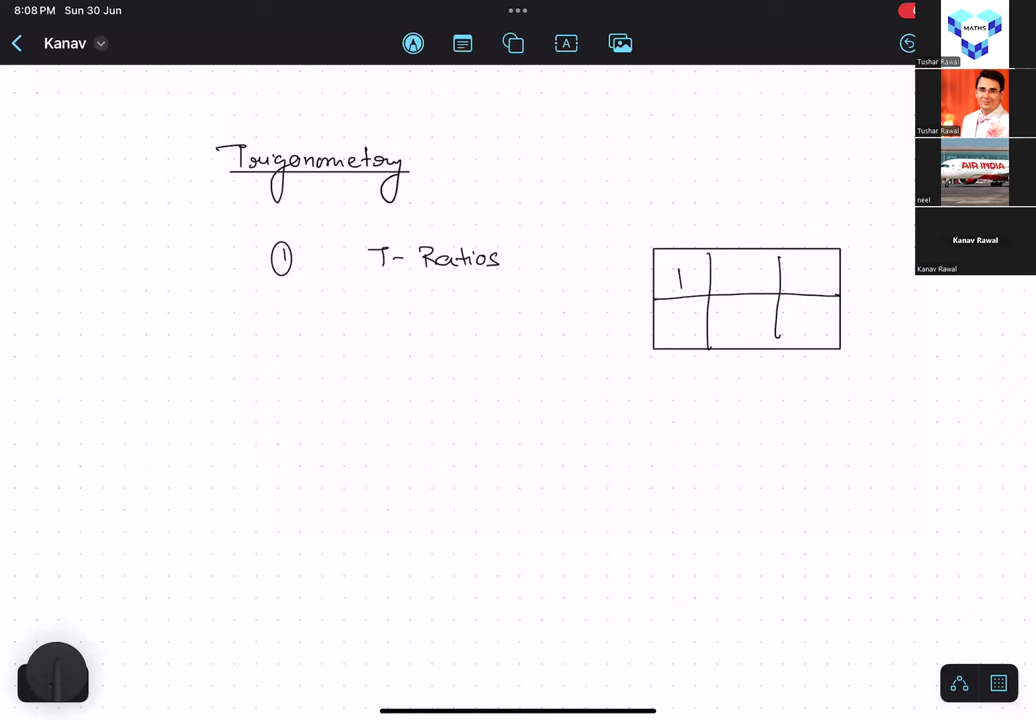 8:08 PM Sun 30 Jun
Kanav
A
MATHS
Tushar Rawal
Tushar Rawal
AIR INDIA
neel
Kanav Rawal
Kanav Rawal
Trigonometory
1 T- Ratios
1